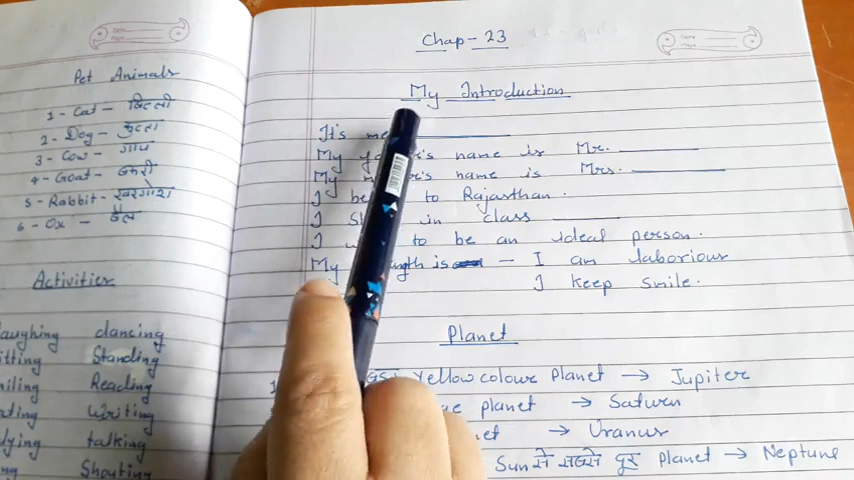 Pet Animals
1 - Cat - बिल्ली
2 - Dog - कुत्ता
3 - Cow - गाय
4 - Goat - बकरी
5 - Rabbit - खरगोश
6 - Ox - बैल
Activities
laughing dancing
Standing
Reading
Writing
talking
Shouting
Chap - 23
My Introduction
It's me
My name is Mr.
My name is Mrs.
I to Rajasthan.
I in class
I to be an ideal person.
My is - I am laborious
I keep smile.
Planet
Yellow colour Planet → Jupiter
planet → Saturn
→ Uranus
Sun से सबसे दूर Planet → Neptune